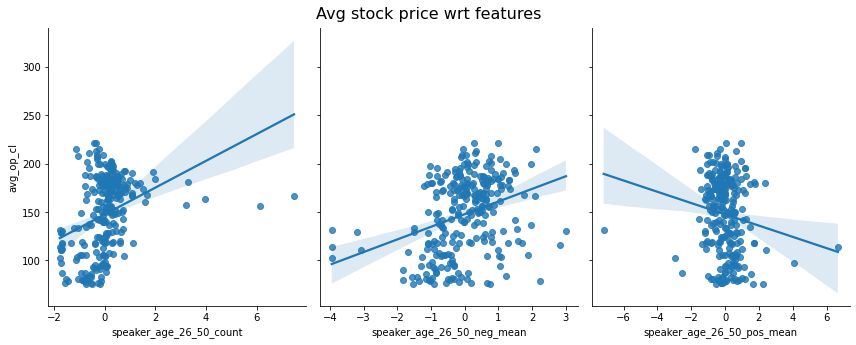 Avg stock price wrt features
avg_op_cl
300
250
200
150
100
−2 0 2 4 6
speaker_age_26_50_count
−4 −3 −2 −1 0 1 2 3
speaker_age_26_50_neg_mean
−6 −4 −2 0 2 4 6
speaker_age_26_50_pos_mean